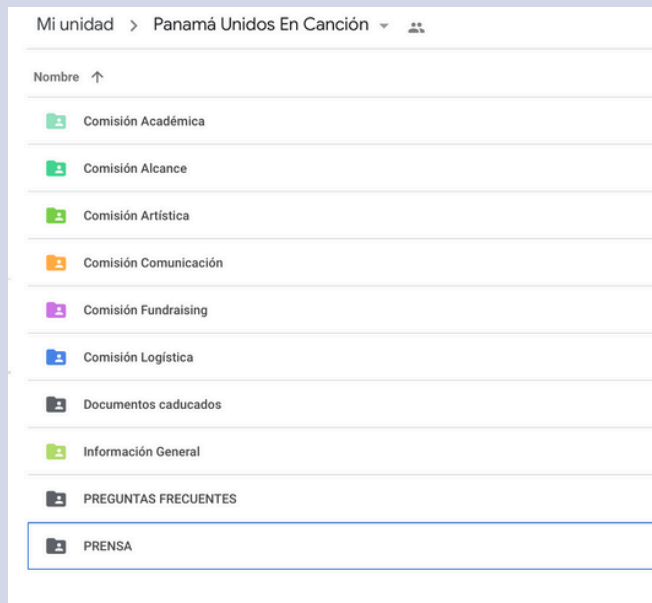 Mi unidad > Panamá Unidos En Canción
Nombre ↑
Comisión Académica
Comisión Alcance
Comisión Artística
Comisión Comunicación
Comisión Fundraising
Comisión Logística
Documentos caducados
Información General
PREGUNTAS FRECUENTES
PRENSA